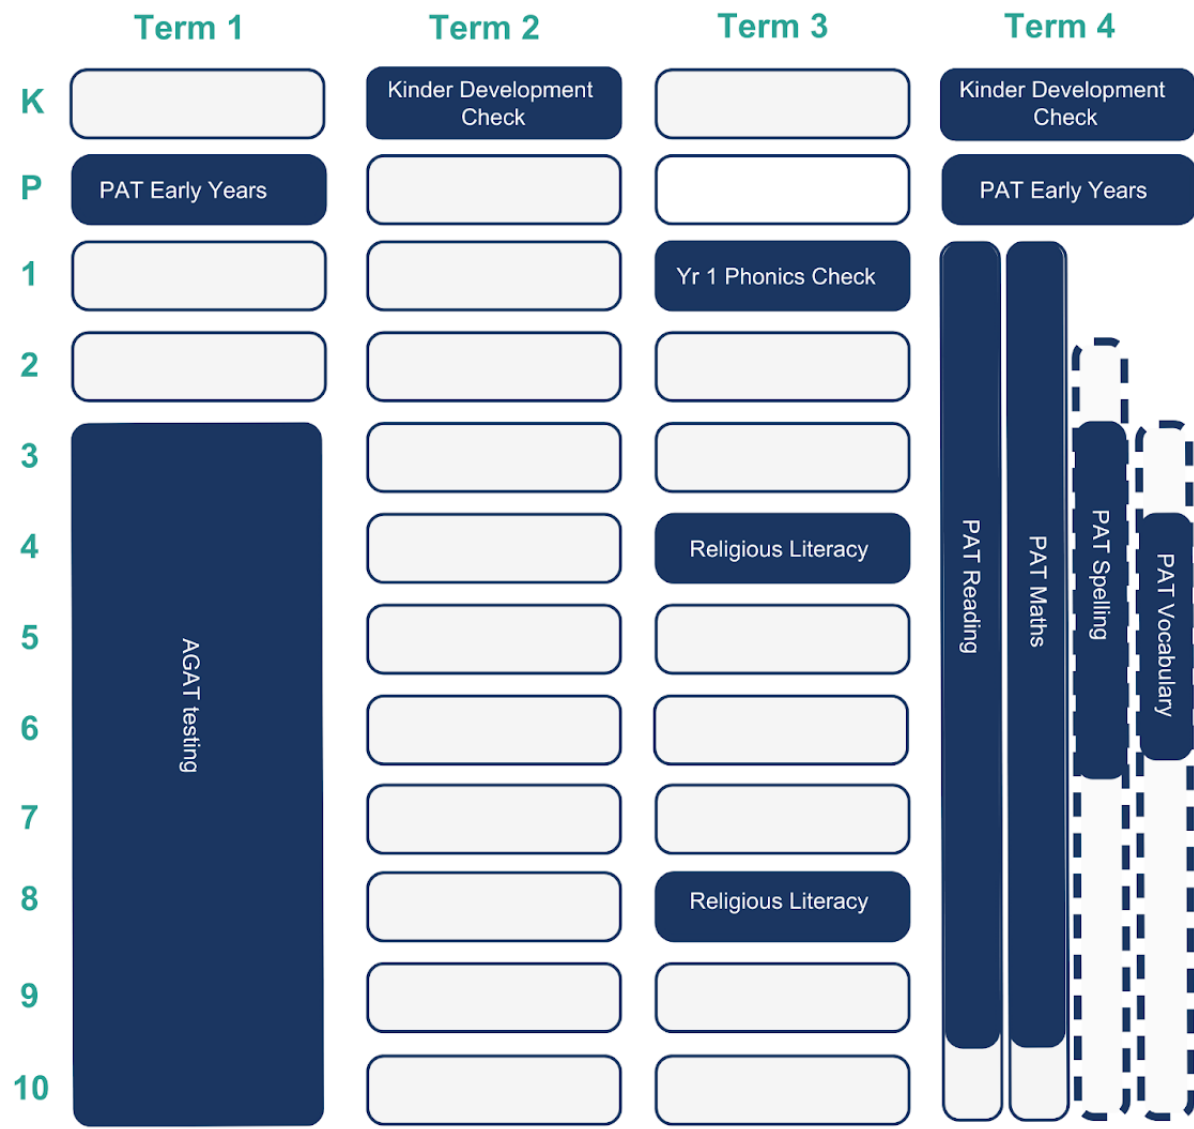 Term 1
Term 2
Term 3
Term 4
K
Kinder Development
Check
Kinder Development
Check
P
PAT Early Years
PAT Early Years
1
Yr 1 Phonics Check
2
3
4
Religious Literacy
5
6
7
8
Religious Literacy
9
10
AGAT testing
PAT Reading
PAT Maths
PAT Spelling
PAT Vocabulary